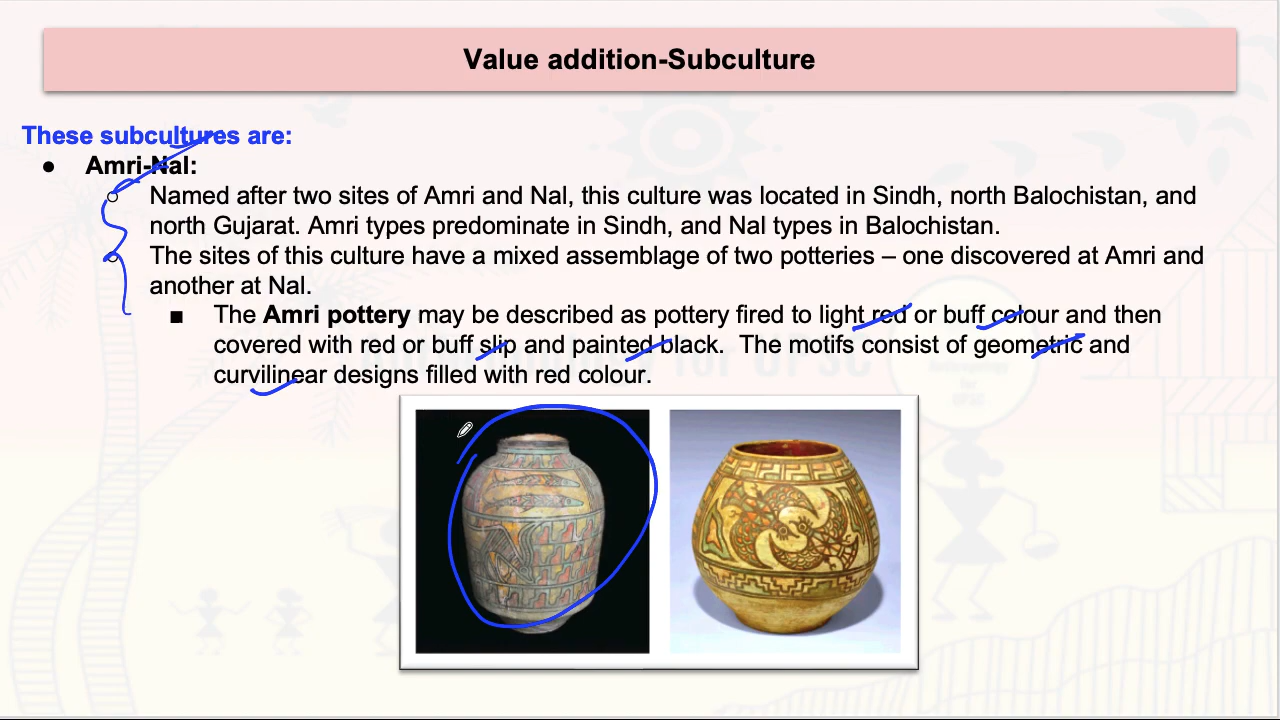 Value addition-Subculture
These subcultures are:
● Amri-Nal:
○ Named after two sites of Amri and Nal, this culture was located in Sindh, north Balochistan, and
north Gujarat. Amri types predominate in Sindh, and Nal types in Balochistan.
○ The sites of this culture have a mixed assemblage of two potteries – one discovered at Amri and
another at Nal.
■ The Amri pottery may be described as pottery fired to light red or buff colour and then
covered with red or buff slip and painted black. The motifs consist of geometric and
curvilinear designs filled with red colour.
for UPSC